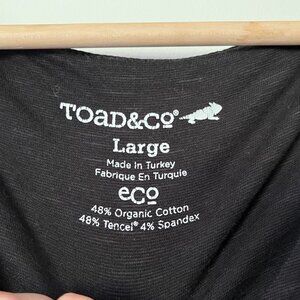 TOAD&CO®
Large
Made in Turkey
Fabrique En Turquie
eco
48% Organic Cotton
48% Tencel® 4% Spandex